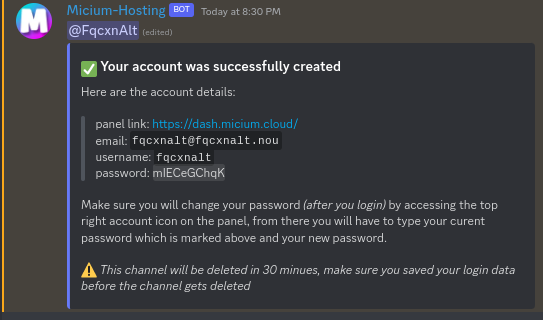 Micium-Hosting BOT Today at 8:30 PM
@FqcxnAlt (edited)
✅ Your account was successfully created
Here are the account details:
panel link: https://dash.micium.cloud/
email: fqcxnalt@fqcxnalt.nou
username: fqcxnalt
password: mIECeGChqK
Make sure you will change your password (after you login) by accessing the top
right account icon on the panel, from there you will have to type your curent
password which is marked above and your new password.
⚠️ This channel will be deleted in 30 minues, make sure you saved your login data
before the channel gets deleted